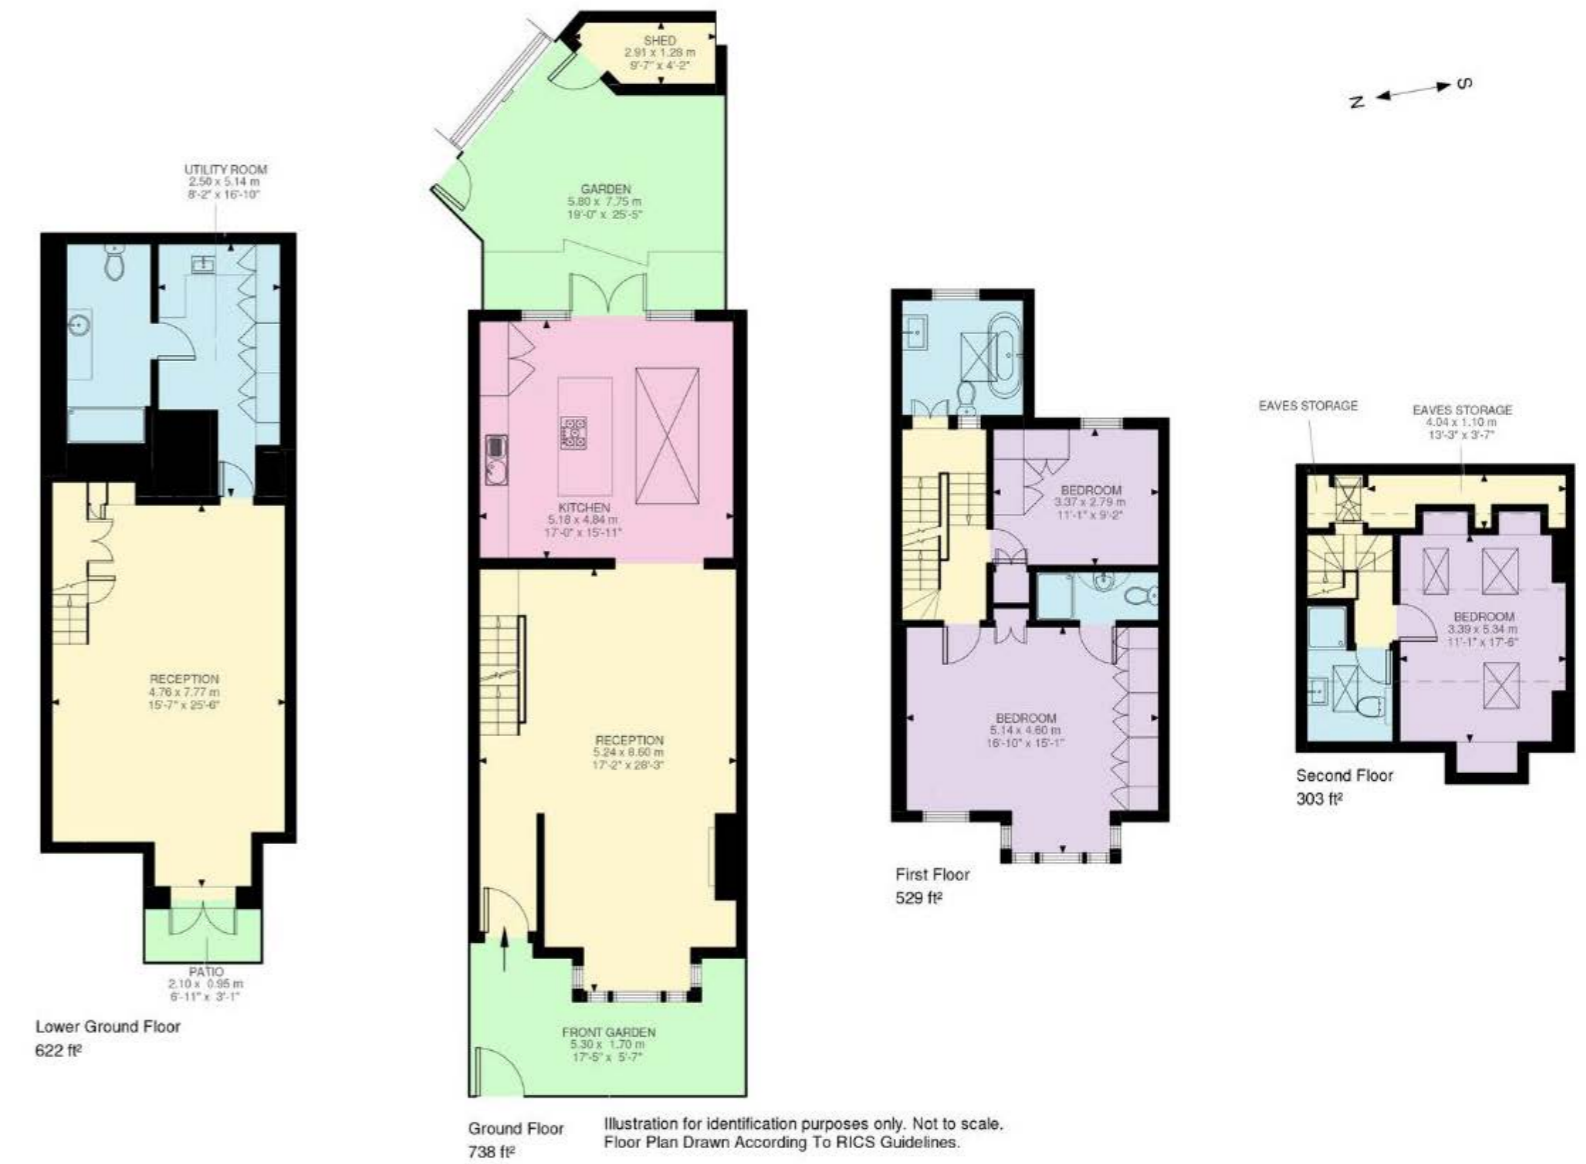 SHED
2.91 x 1.28 m
9'-7" x 4'-2"
N
S
UTILITY ROOM
2.50 x 5.14 m
8'-2" x 16'-10"
GARDEN
5.80 x 7.75 m
19'-0" x 25'-5"
KITCHEN
5.18 x 4.84 m
17'-0" x 15'-11"
RECEPTION
4.76 x 7.77 m
15'-7" x 25'-6"
RECEPTION
5.24 x 8.60 m
17'-2" x 28'-3"
PATIO
2.10 x 0.95 m
6'-11" x 3'-1"
Lower Ground Floor
622 ft²
FRONT GARDEN
5.30 x 1.70 m
17'-5" x 5'-7"
Ground Floor
738 ft²
BEDROOM
3.37 x 2.79 m
11'-1" x 9'-2"
BEDROOM
5.14 x 4.60 m
16'-10" x 15'-1"
First Floor
529 ft²
EAVES STORAGE
EAVES STORAGE
4.04 x 1.10 m
13'-3" x 3'-7"
BEDROOM
3.39 x 5.34 m
11'-1" x 17'-6"
Second Floor
303 ft²
Illustration for identification purposes only. Not to scale.
Floor Plan Drawn According To RICS Guidelines.